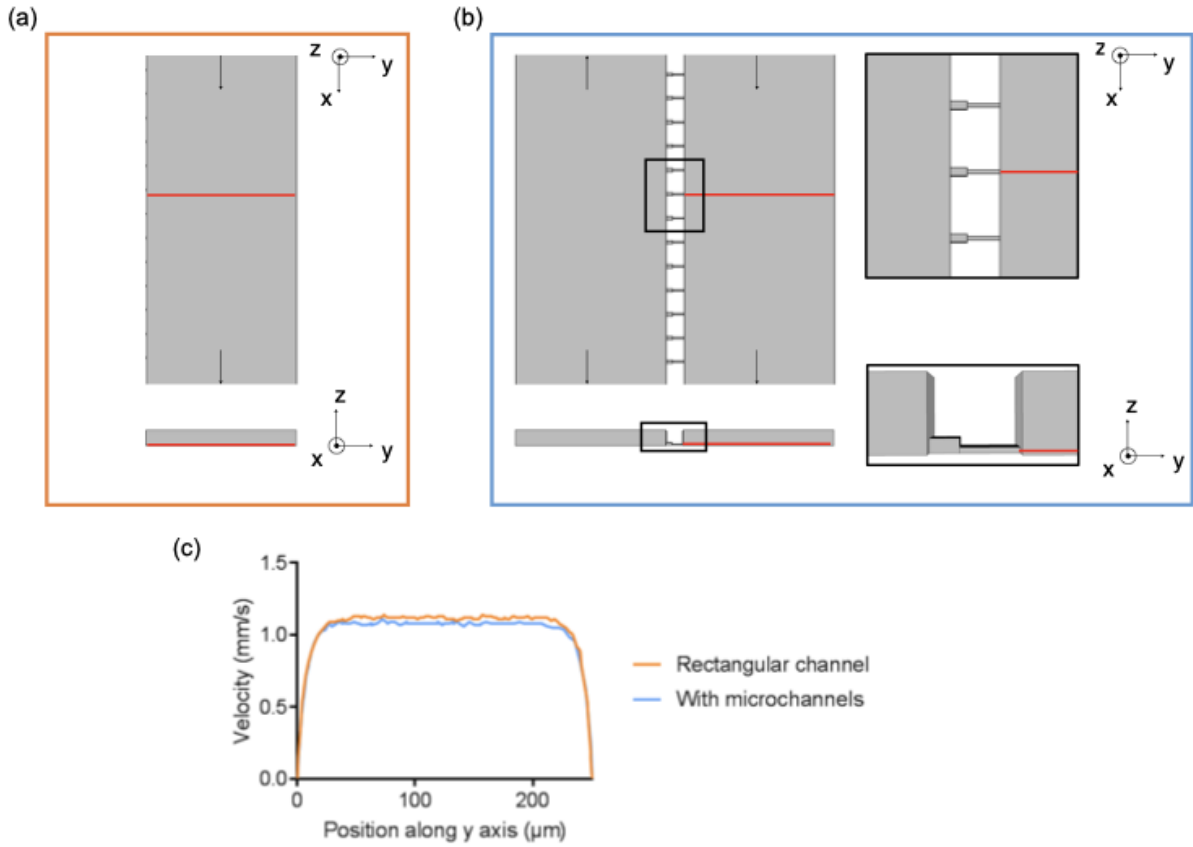 (a)
z
y
x
z
x
y
(b)
z
y
x
z
x
y
(c)
1.5
1.0
0.5
0.0
0
100
200
Velocity (mm/s)
Position along y axis (µm)
Rectangular channel
With microchannels